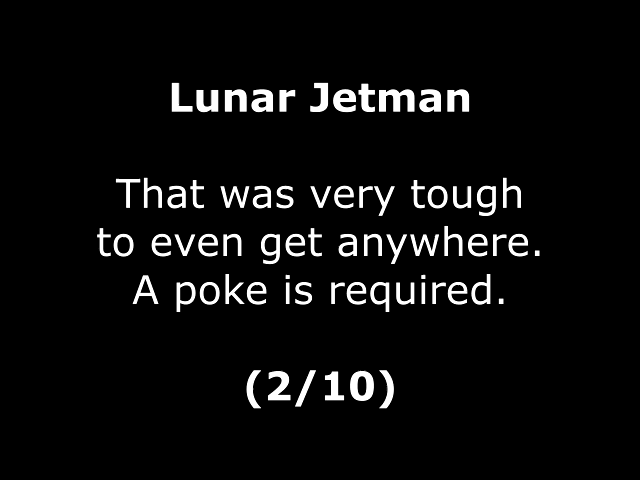 Lunar Jetman
That was very tough
to even get anywhere.
A poke is required.
(2/10)